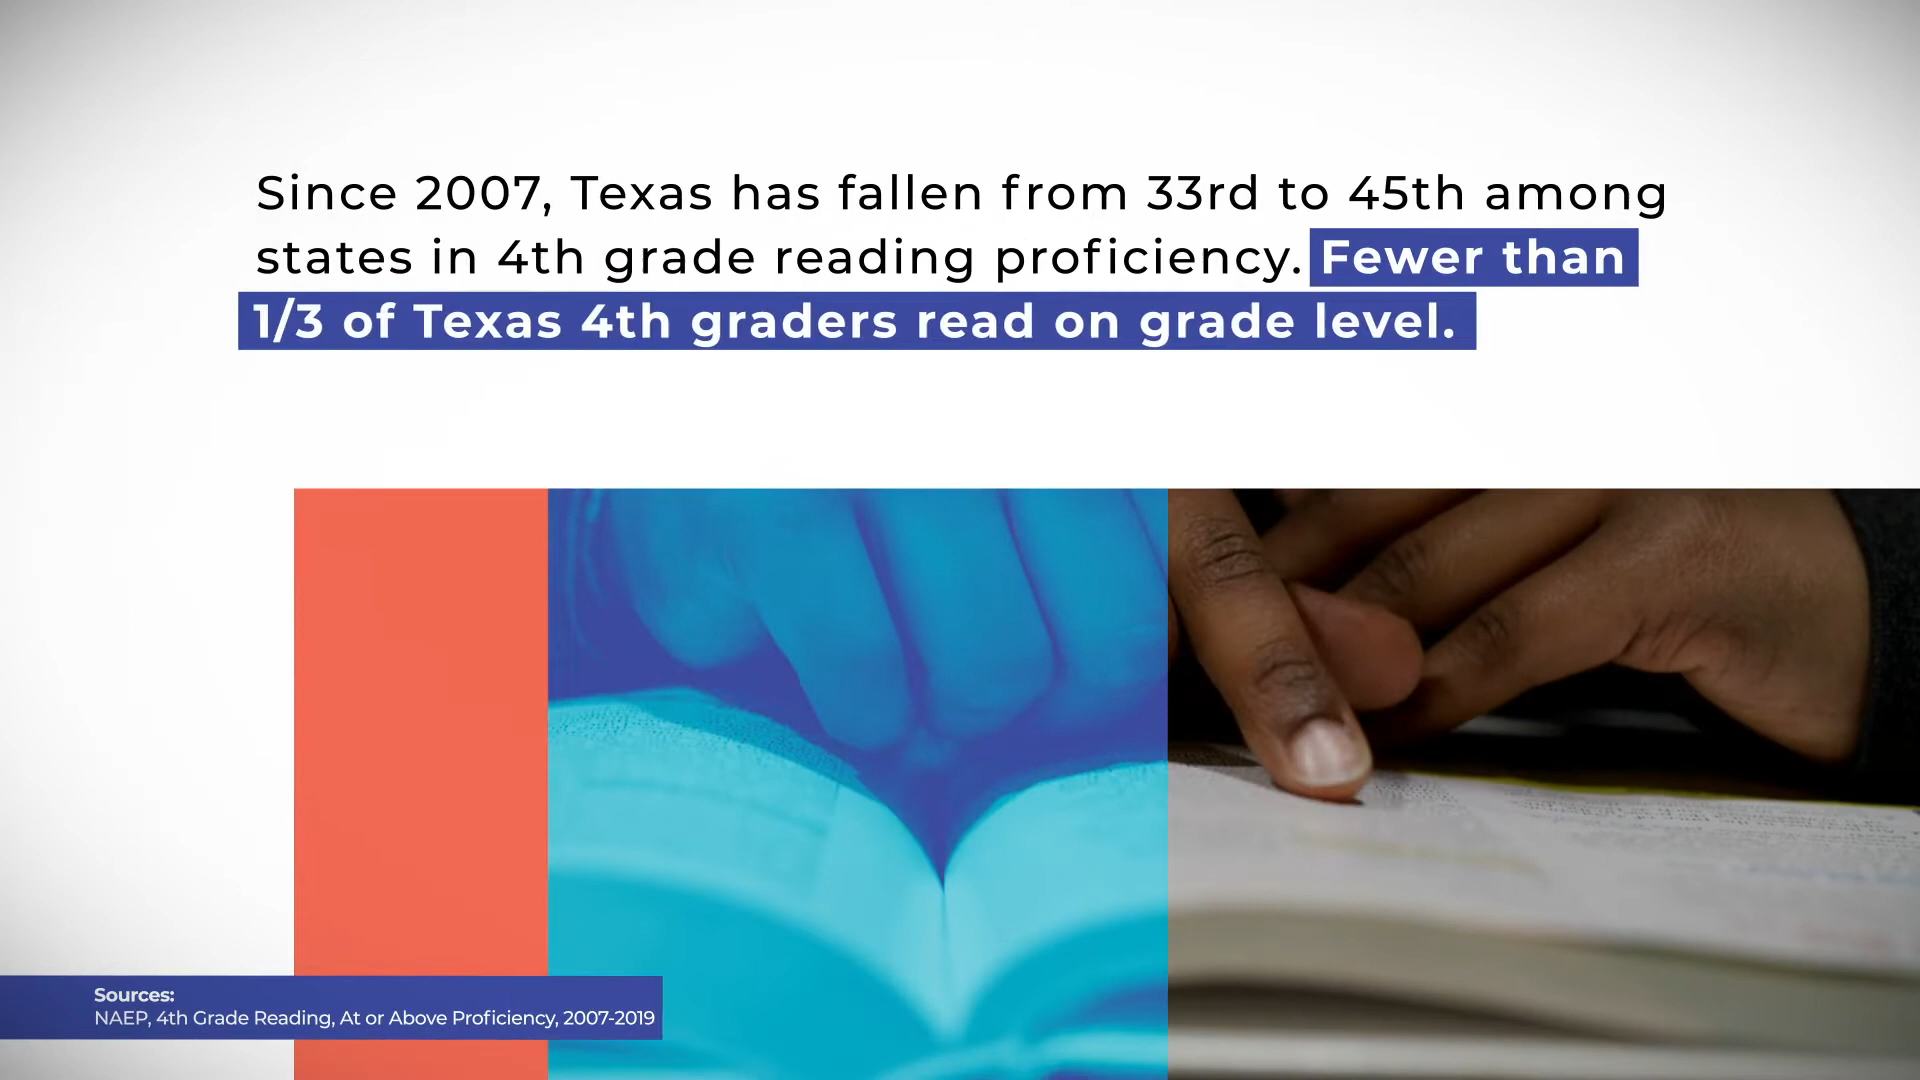 Since 2007, Texas has fallen from 33rd to 45th among
states in 4th grade reading proficiency. Fewer than
1/3 of Texas 4th graders read on grade level.
Sources:
NAEP, 4th Grade Reading, At or Above Proficiency, 2007-2019